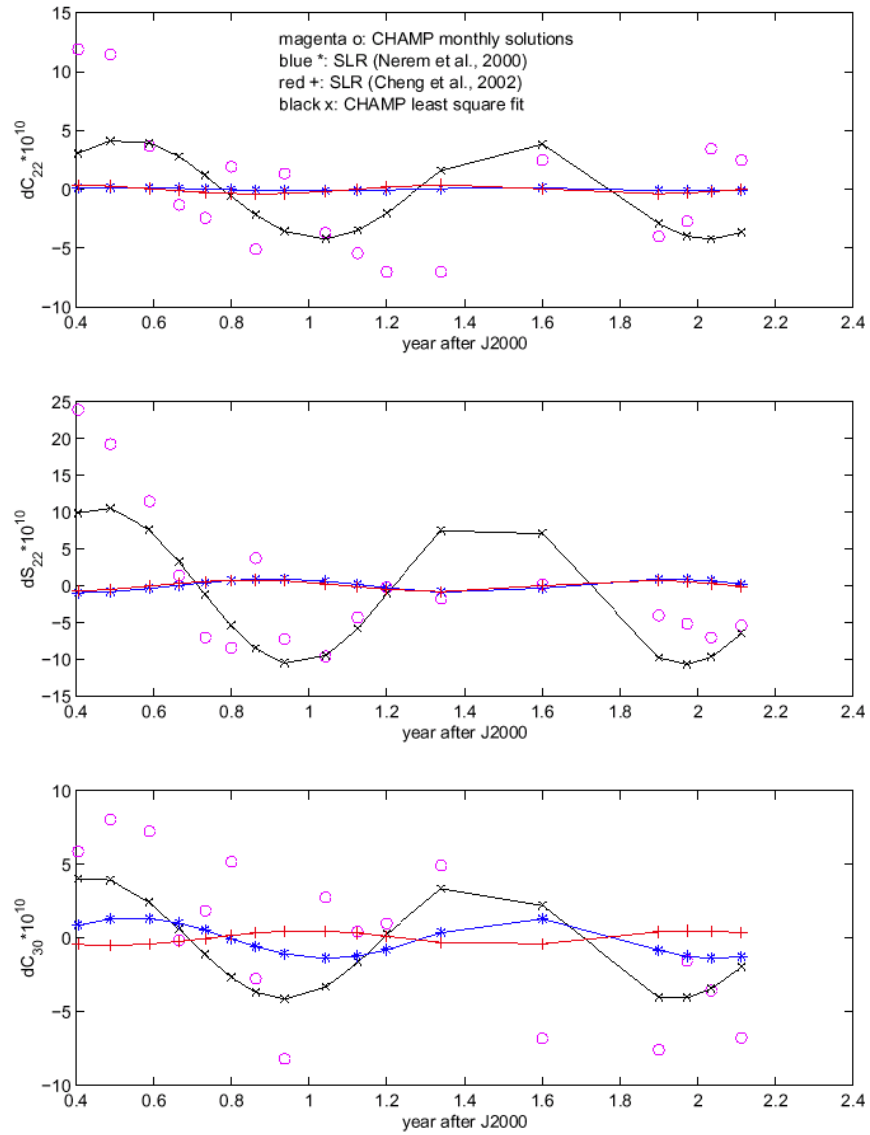 15
10
5
0
−5
−10
dC22 *10^10
magenta o: CHAMP monthly solutions
blue *: SLR (Nerem et al., 2000)
red +: SLR (Cheng et al., 2002)
black x: CHAMP least square fit
0.4 0.6 0.8 1 1.2 1.4 1.6 1.8 2 2.2 2.4
year after J2000
25
20
15
10
5
0
−5
−10
−15
dS22 *10^10
0.4 0.6 0.8 1 1.2 1.4 1.6 1.8 2 2.2 2.4
year after J2000
10
5
0
−5
−10
dC30 *10^10
0.4 0.6 0.8 1 1.2 1.4 1.6 1.8 2 2.2 2.4
year after J2000